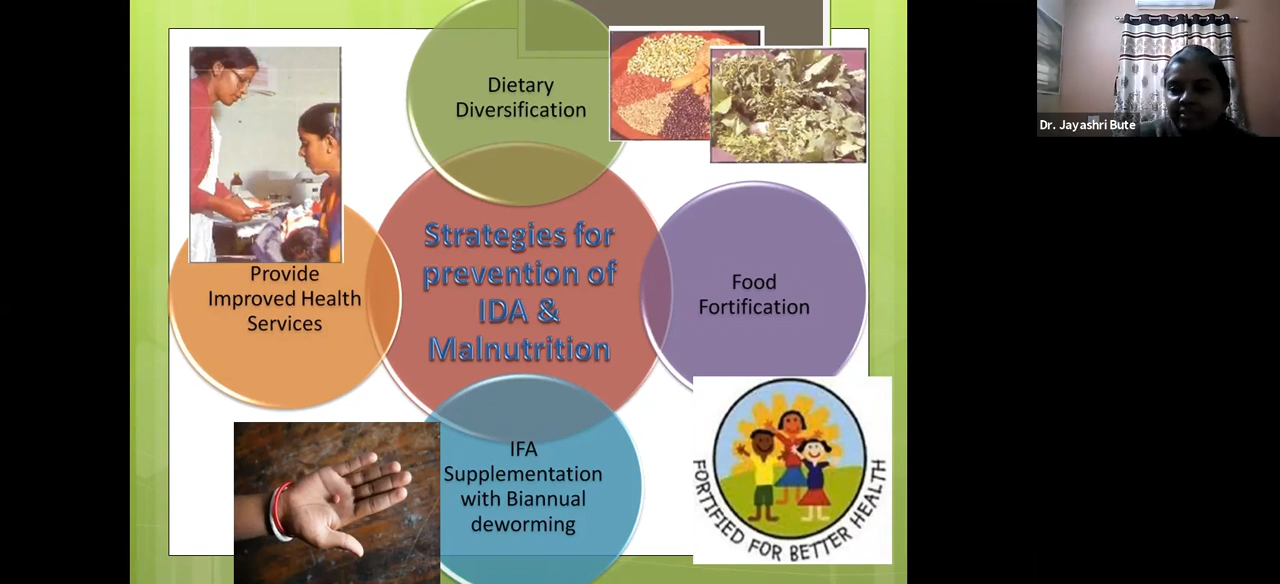 Dietary
Diversification
Strategies for
prevention of
IDA &
Malnutrition
Provide
Improved Health
Services
Food
Fortification
IFA
Supplementation
with Biannual
deworming
FORTIFIED FOR BETTER HEALTH
Dr. Jayashri Bute